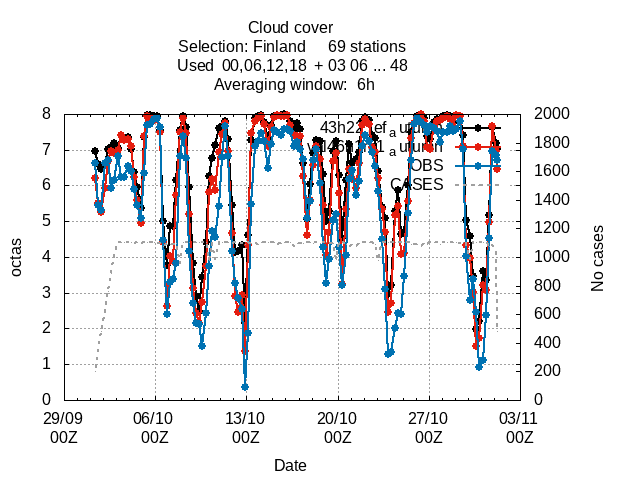 Cloud cover
Selection: Finland 69 stations
Used 00,06,12,18 + 03 06 ... 48
Averaging window: 6h
8 2000
7 1800
6 1600
5 1400
4 1200
3 1000
2 800
1 600
0 400
200
0
octas
No cases
OBS
CASES
29/09 06/10 13/10 20/10 27/10 03/11
00Z 00Z 00Z 00Z 00Z 00Z
Date